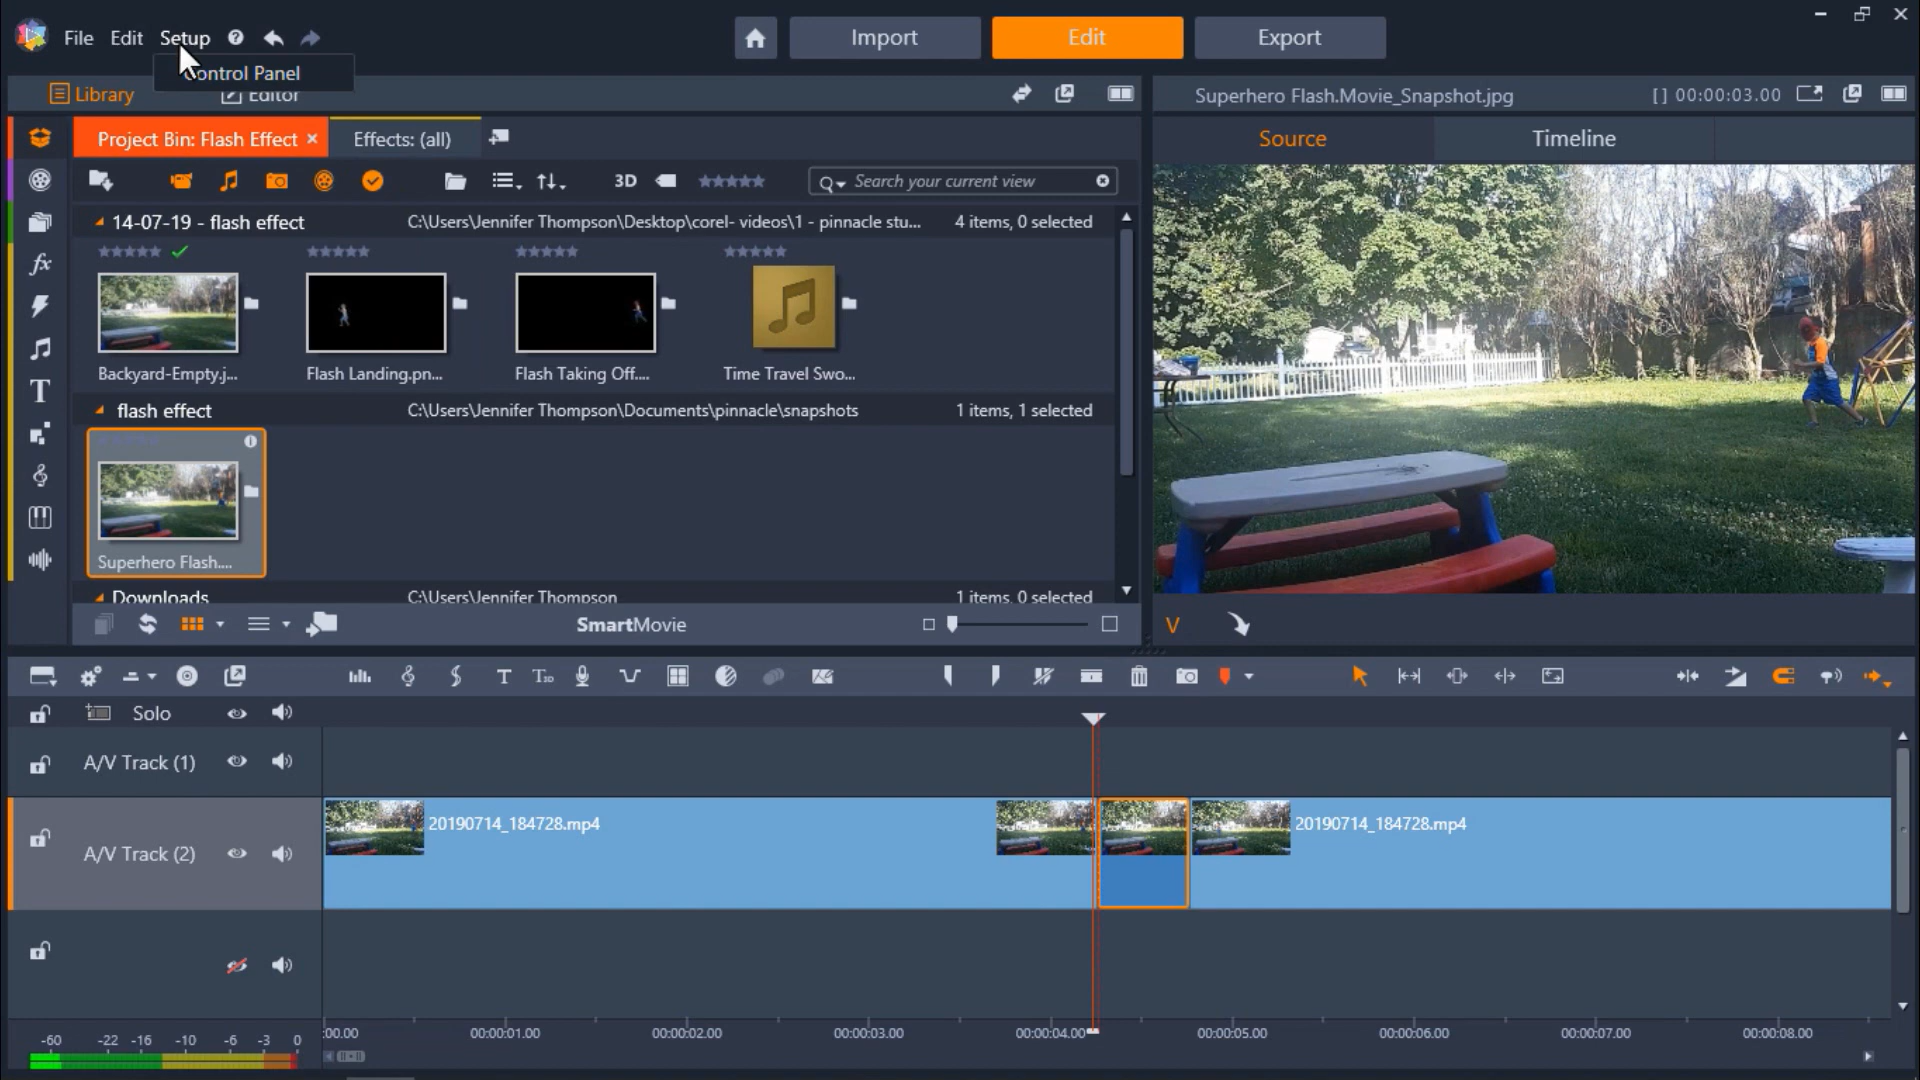 File Edit Setup
Import Edit Export
Control Panel
Library Editor
Superhero Flash.Movie_Snapshot.jpg [] 00:00:03.00
Project Bin: Flash Effect × Effects: (all)
Source Timeline
3D
Search your current view
14-07-19 - flash effect C:\Users\Jennifer Thompson\Desktop\corel- videos\1 - pinnacle stu... 4 items, 0 selected
Backyard-Empty.j... Flash Landing.pn... Flash Taking Off.... Time Travel Swo...
flash effect C:\Users\Jennifer Thompson\Documents\pinnacle\snapshots 1 items, 1 selected
Superhero Flash....
Downloads C:\Users\Jennifer Thompson 1 items, 0 selected
SmartMovie
V
T T3D
Solo
A/V Track (1)
20190714_184728.mp4 20190714_184728.mp4
A/V Track (2)
:00.00 00:00:01.00 00:00:02.00 00:00:03.00 00:00:04.00 00:00:05.00 00:00:06.00 00:00:07.00 00:00:08.00
-60 -22 -16 -10 -6 -3 0